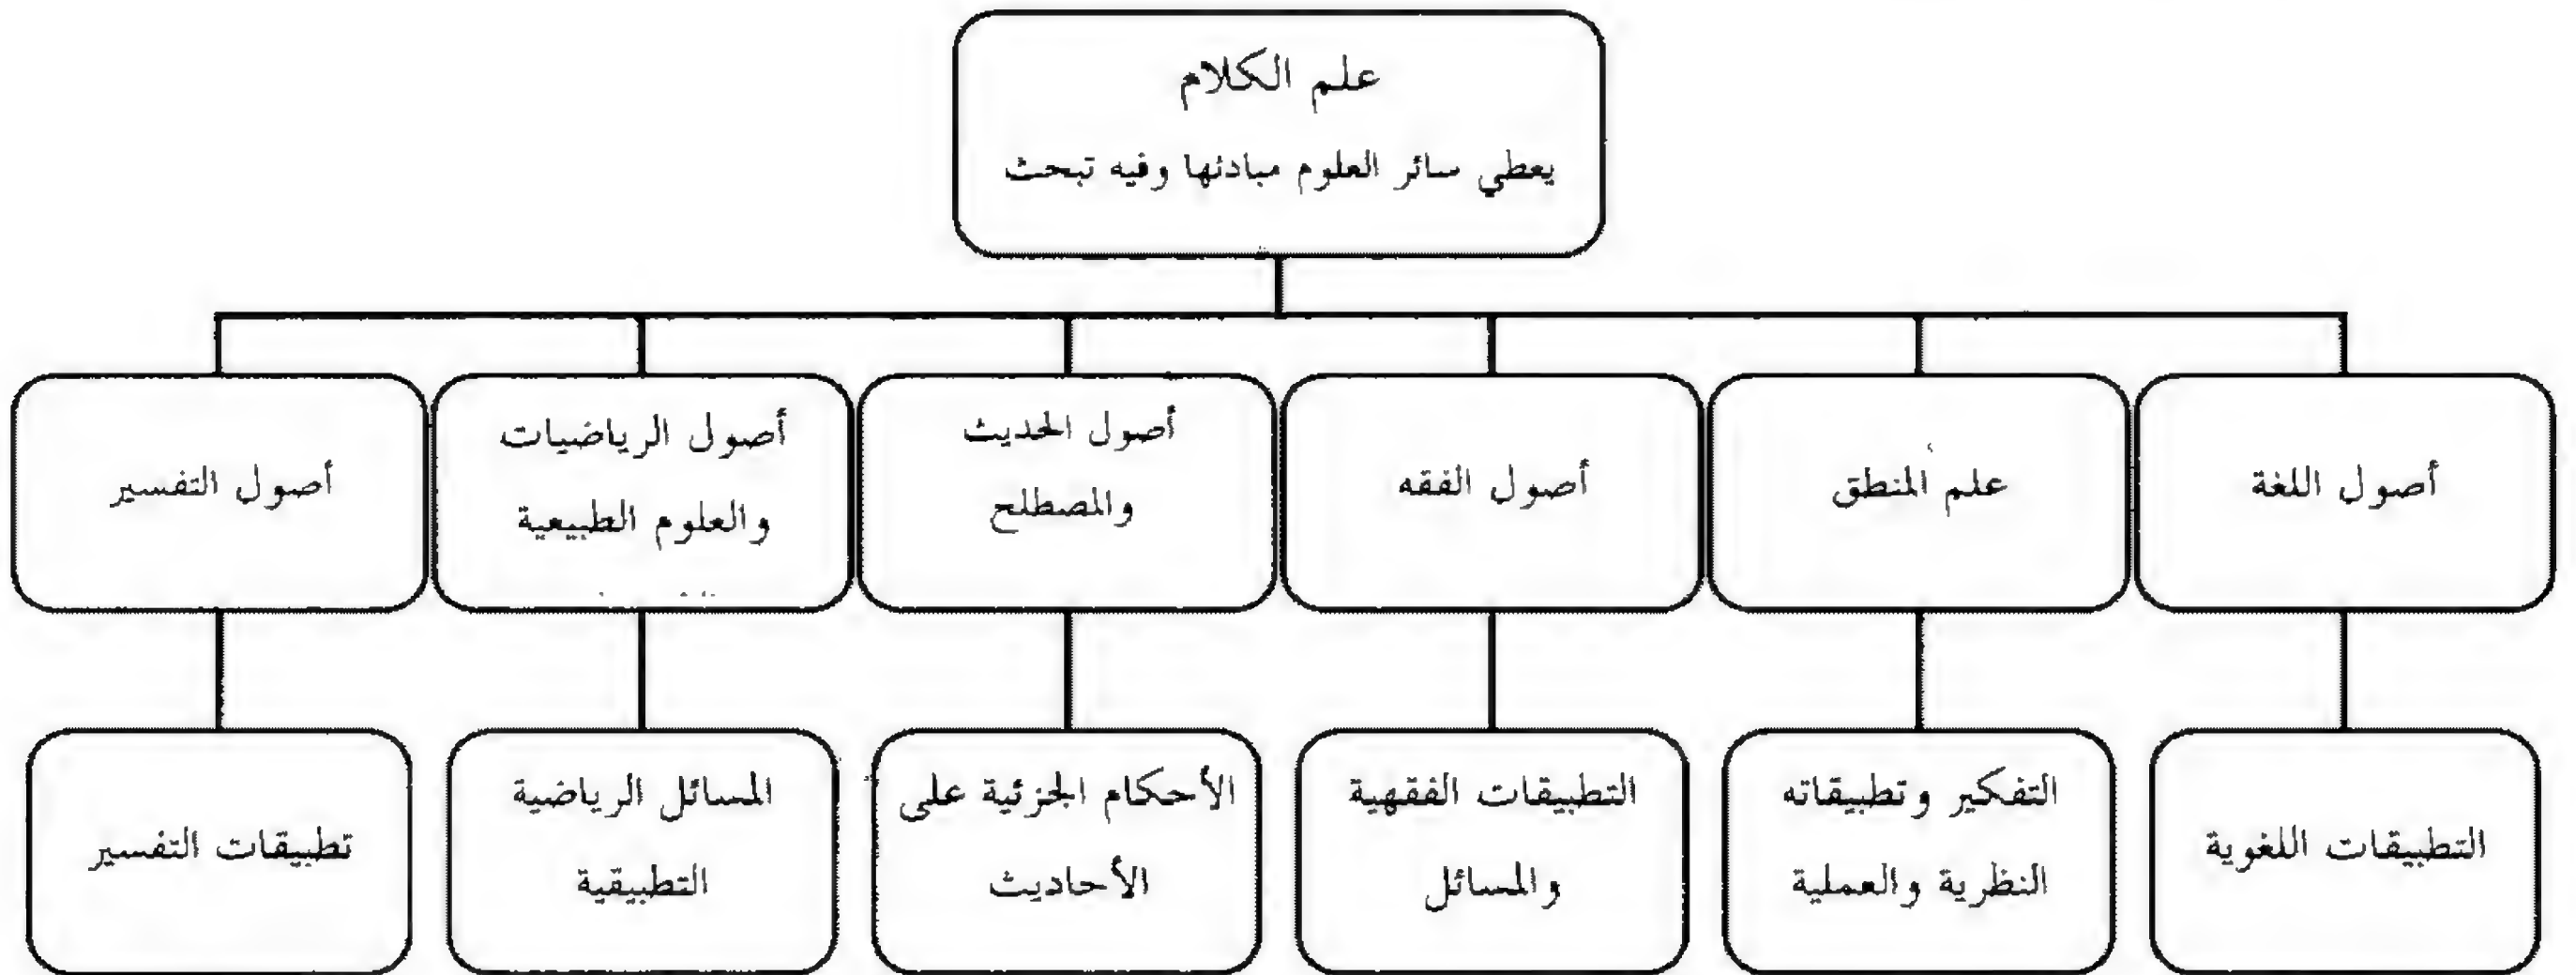 علم الكلام
يعطي سائر العلوم مبادئها وفيه تبحث
أصول اللغة
علم المنطق
أصول الفقه
أصول الحديث
والمصطلح
أصول الرياضيات
والعلوم الطبيعية
أصول التفسير
التطبيقات اللغوية
التفكير وتطبيقاته
النظرية والعملية
التطبيقات الفقهية
والمسائل
الأحكام الجزئية على
الأحاديث
المسائل الرياضية
التطبيقية
تطبيقات التفسير